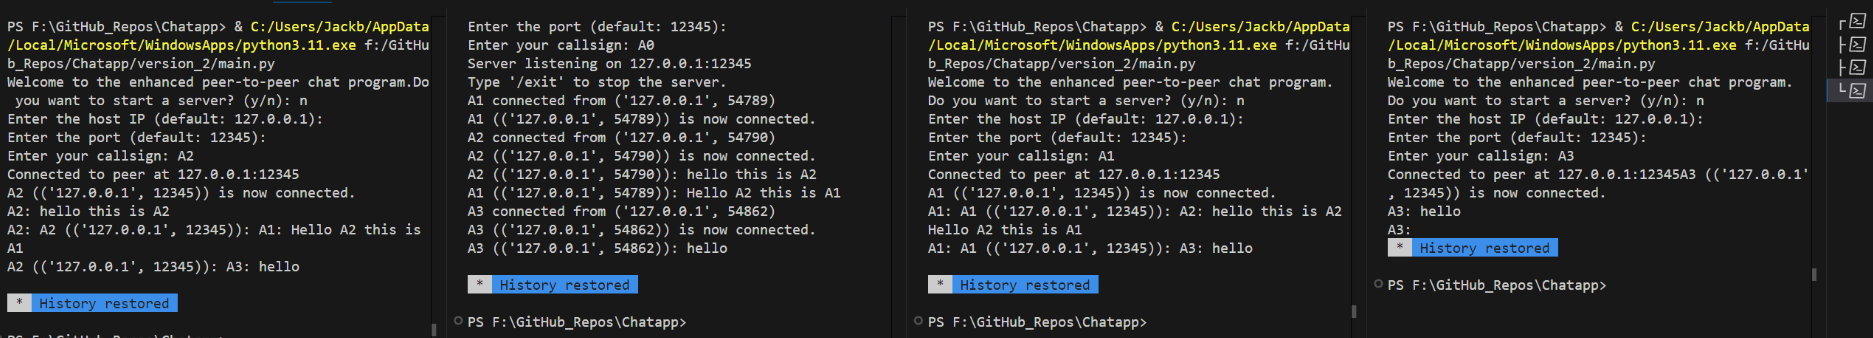 PS F:\GitHub_Repos\Chatapp> & C:/Users/Jackb/AppData
/Local/Microsoft/WindowsApps/python3.11.exe f:/GitHu
b_Repos/Chatapp/version_2/main.py
Welcome to the enhanced peer-to-peer chat program.Do
 you want to start a server? (y/n): n
Enter the host IP (default: 127.0.0.1):
Enter the port (default: 12345):
Enter your callsign: A2
Connected to peer at 127.0.0.1:12345
A2 (('127.0.0.1', 12345)) is now connected.
A2: hello this is A2
A2: A2 (('127.0.0.1', 12345)): A1: Hello A2 this is
A1
A2 (('127.0.0.1', 12345)): A3: hello
* History restored
PS F:\GitHub_Repos\Chatapp>
Enter the port (default: 12345):
Enter your callsign: A0
Server listening on 127.0.0.1:12345
Type '/exit' to stop the server.
A1 connected from ('127.0.0.1', 54789)
A1 (('127.0.0.1', 54789)) is now connected.
A2 connected from ('127.0.0.1', 54790)
A2 (('127.0.0.1', 54790)) is now connected.
A2 (('127.0.0.1', 54790)): hello this is A2
A1 (('127.0.0.1', 54789)): Hello A2 this is A1
A3 connected from ('127.0.0.1', 54862)
A3 (('127.0.0.1', 54862)) is now connected.
A3 (('127.0.0.1', 54862)): hello
* History restored
PS F:\GitHub_Repos\Chatapp>
PS F:\GitHub_Repos\Chatapp> & C:/Users/Jackb/AppData
/Local/Microsoft/WindowsApps/python3.11.exe f:/GitHu
b_Repos/Chatapp/version_2/main.py
Welcome to the enhanced peer-to-peer chat program.
Do you want to start a server? (y/n): n
Enter the host IP (default: 127.0.0.1):
Enter the port (default: 12345):
Enter your callsign: A1
Connected to peer at 127.0.0.1:12345
A1 (('127.0.0.1', 12345)) is now connected.
A1: A1 (('127.0.0.1', 12345)): A2: hello this is A2
Hello A2 this is A1
A1: A1 (('127.0.0.1', 12345)): A3: hello
* History restored
PS F:\GitHub_Repos\Chatapp>
PS F:\GitHub_Repos\Chatapp> & C:/Users/Jackb/AppData
/Local/Microsoft/WindowsApps/python3.11.exe f:/GitHu
b_Repos/Chatapp/version_2/main.py
Welcome to the enhanced peer-to-peer chat program.
Do you want to start a server? (y/n): n
Enter the host IP (default: 127.0.0.1):
Enter the port (default: 12345):
Enter your callsign: A3
Connected to peer at 127.0.0.1:12345A3 (('127.0.0.1'
, 12345)) is now connected.
A3: hello
A3:
* History restored
PS F:\GitHub_Repos\Chatapp>